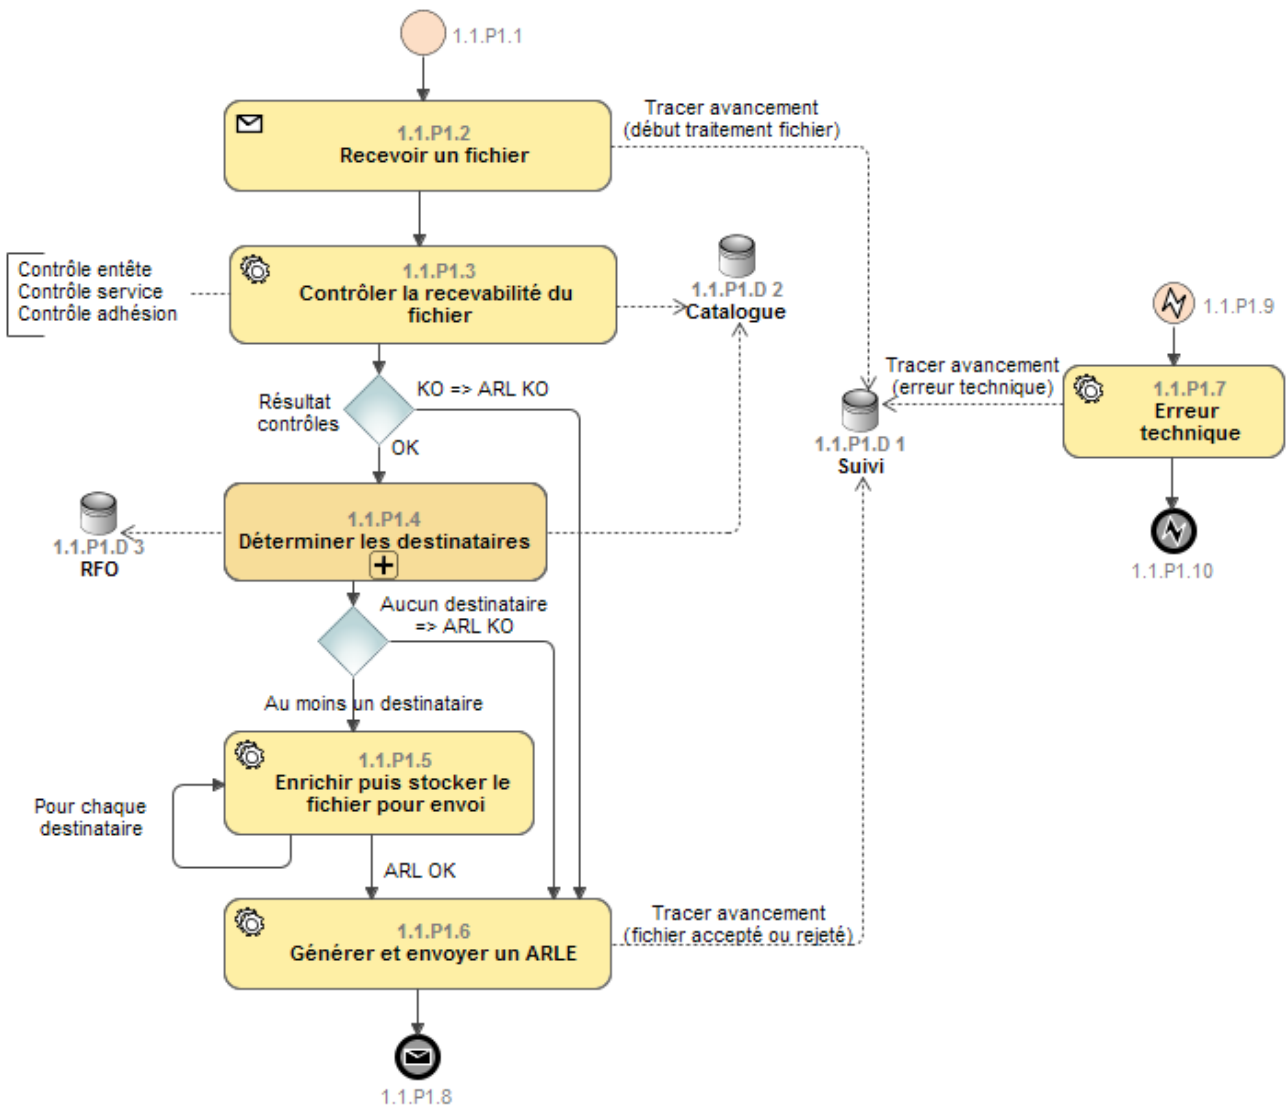 1.1.P1.1
Tracer avancement
(début traitement fichier)
1.1.P1.2
Recevoir un fichier
Contrôle entête
Contrôle service
Contrôle adhésion
1.1.P1.3
Contrôler la recevabilité du
fichier
1.1.P1.D 2
Catalogue
1.1.P1.9
Tracer avancement
(erreur technique)
1.1.P1.7
Erreur
technique
Résultat
contrôles
KO => ARL KO
OK
1.1.P1.D 1
Suivi
1.1.P1.4
Déterminer les destinataires
1.1.P1.D 3
RFO
1.1.P1.10
Aucun destinataire
=> ARL KO
Au moins un destinataire
1.1.P1.5
Enrichir puis stocker le
fichier pour envoi
Pour chaque
destinataire
ARL OK
1.1.P1.6
Générer et envoyer un ARLE
Tracer avancement
(fichier accepté ou rejeté)
1.1.P1.8